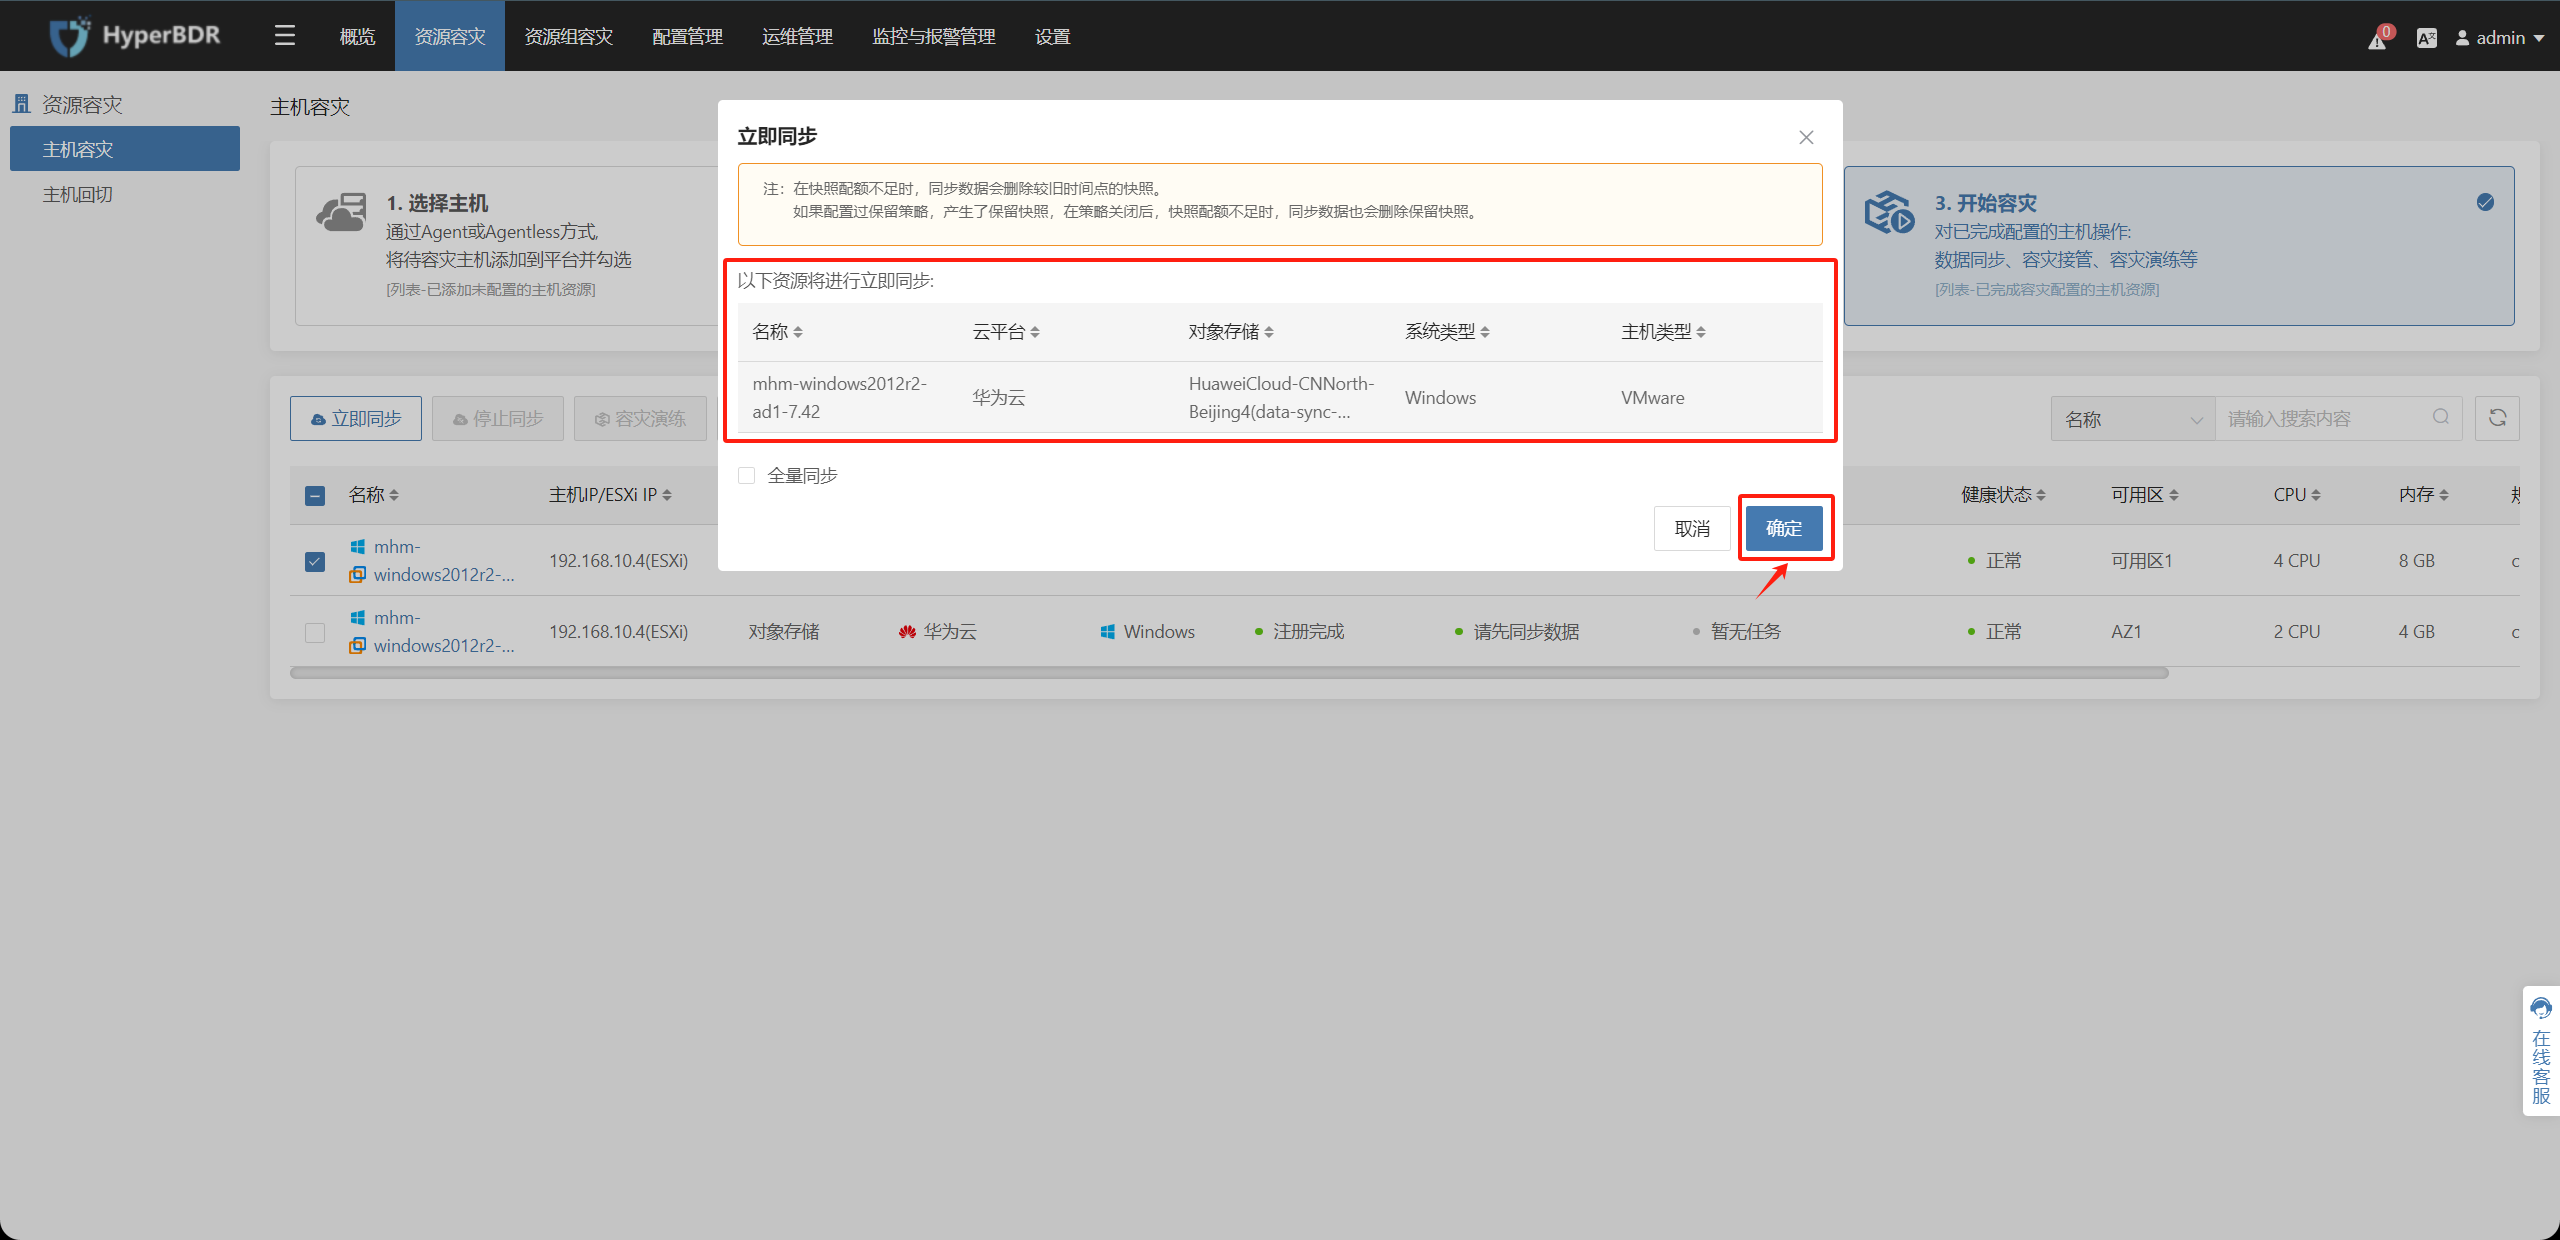 HyperBDR
概览
资源容灾
资源组容灾
配置管理
运维管理
监控与报警管理
设置
0
admin
资源容灾
主机容灾
主机回切
主机容灾
1. 选择主机
通过Agent或Agentless方式,
将待容灾主机添加到平台并勾选
[列表-已添加未配置的主机资源]
3. 开始容灾
对已完成配置的主机操作:
数据同步、容灾接管、容灾演练等
[列表-已完成容灾配置的主机资源]
立即同步
注：在快照配额不足时，同步数据会删除较旧时间点的快照。
如果配置过保留策略，产生了保留快照，在策略关闭后，快照配额不足时，同步数据也会删除保留快照。
以下资源将进行立即同步:
名称 云平台 对象存储 系统类型 主机类型
mhm-windows2012r2-ad1-7.42 华为云 HuaweiCloud-CNNorth-Beijing4(data-sync-... Windows VMware
全量同步
取消
确定
立即同步
停止同步
容灾演练
名称
请输入搜索内容
名称 主机IP/ESXi IP 健康状态 可用区 CPU 内存
mhm-windows2012r2-... 192.168.10.4(ESXi) 正常 可用区1 4 CPU 8 GB
mhm-windows2012r2-... 192.168.10.4(ESXi) 对象存储 华为云 Windows 注册完成 请先同步数据 暂无任务 正常 AZ1 2 CPU 4 GB
在线客服